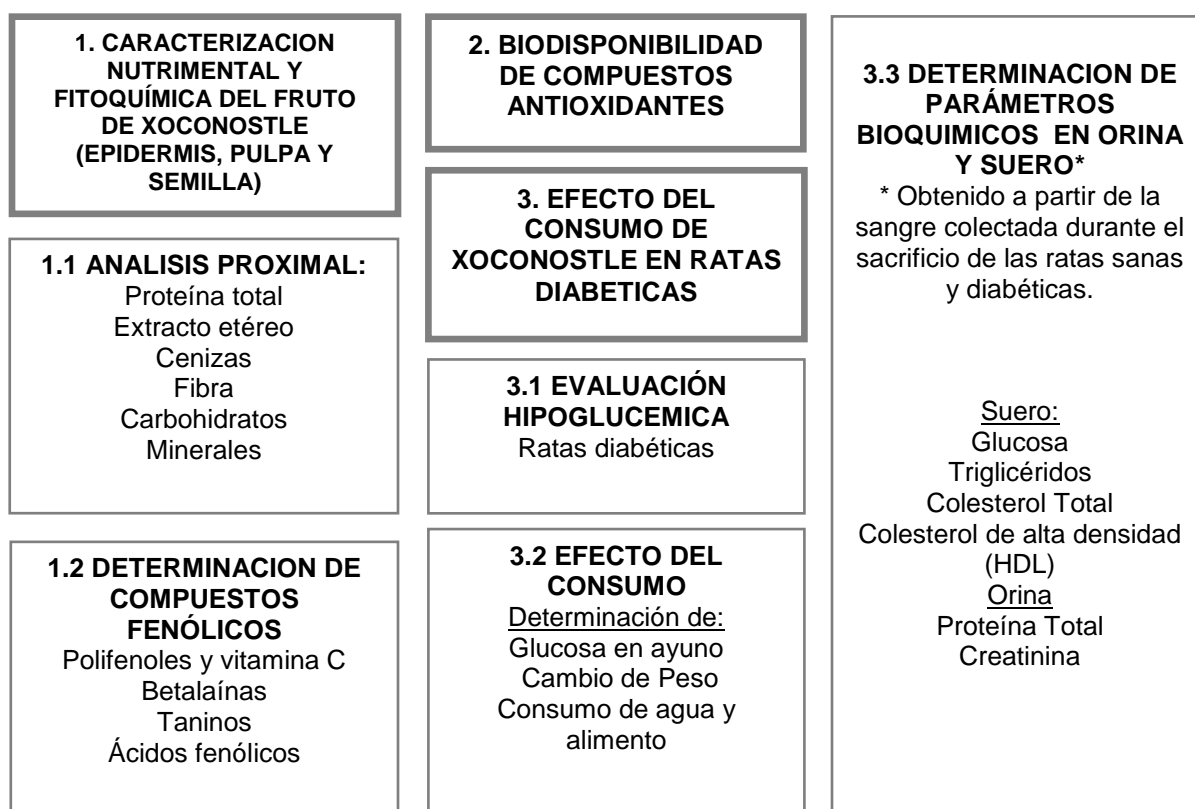 1. CARACTERIZACION
NUTRIMENTAL Y
FITOQUÍMICA DEL FRUTO
DE XOCONOSTLE
(EPIDERMIS, PULPA Y
SEMILLA)
1.1 ANALISIS PROXIMAL:
Proteína total
Extracto etéreo
Cenizas
Fibra
Carbohidratos
Minerales
1.2 DETERMINACION DE
COMPUESTOS
FENÓLICOS
Polifenoles y vitamina C
Betalaínas
Taninos
Ácidos fenólicos
2. BIODISPONIBILIDAD
DE COMPUESTOS
ANTIOXIDANTES
3. EFECTO DEL
CONSUMO DE
XOCONOSTLE EN RATAS
DIABETICAS
3.1 EVALUACIÓN
HIPOGLUCEMICA
Ratas diabéticas
3.2 EFECTO DEL
CONSUMO
Determinación de:
Glucosa en ayuno
Cambio de Peso
Consumo de agua y
alimento
3.3 DETERMINACION DE
PARÁMETROS
BIOQUIMICOS EN ORINA
Y SUERO*
* Obtenido a partir de la
sangre colectada durante el
sacrificio de las ratas sanas
y diabéticas.
Suero:
Glucosa
Triglicéridos
Colesterol Total
Colesterol de alta densidad
(HDL)
Orina
Proteína Total
Creatinina